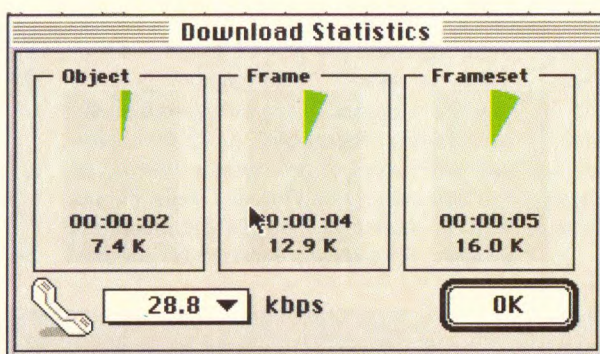 Download Statistics
Object
00:00:02
7.4 K
Frame
00:00:04
12.9 K
Frameset
00:00:05
16.0 K
28.8 kbps
OK